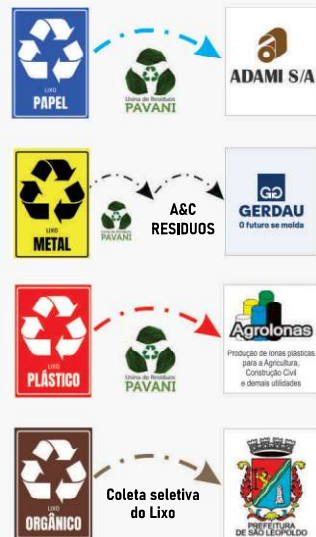 LIXO
PAPEL
Usina de Resíduos
PAVANI
ADAMI S/A
LIXO
METAL
PAVANI
A&C
RESIDUOS
GG
GERDAU
O futuro se molda
LIXO
PLÁSTICO
Usina de Resíduos
PAVANI
Agrolonas
Produção de lonas plásticas
para a Agricultura,
Construção Civil
e demais utilidades
LIXO
ORGÂNICO
Coleta seletiva
do Lixo
PREFEITURA
DE SÃO LEOPOLDO